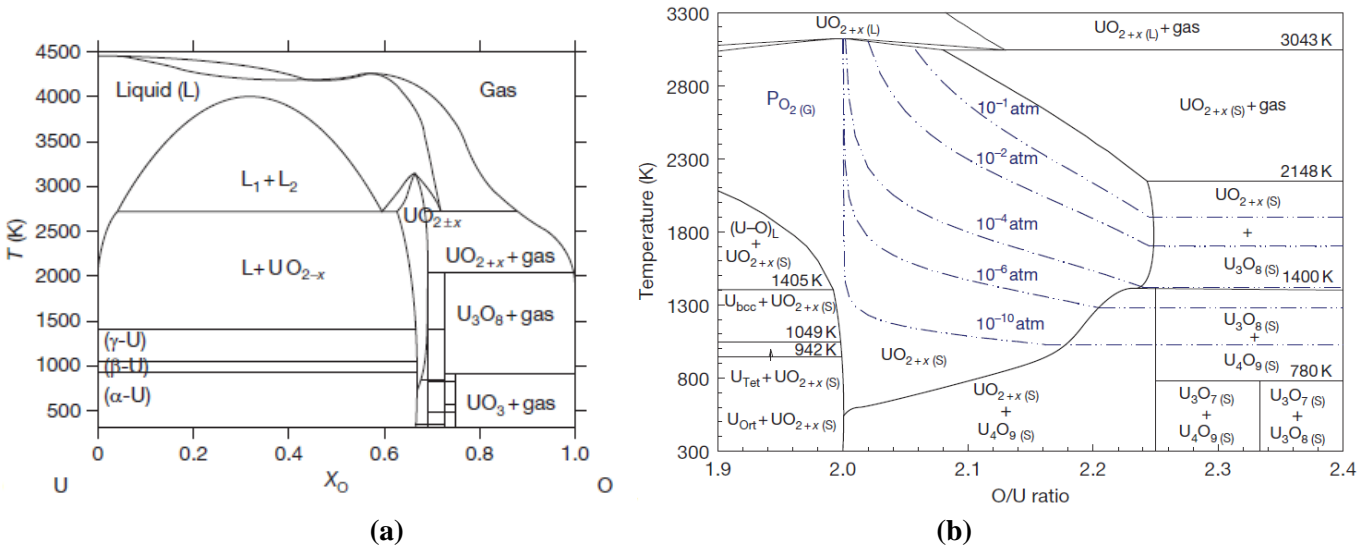 4500
4000
3500
3000
2500
2000
1500
1000
500
T (K)
Liquid (L)
Gas
L₁ + L₂
UO₂±ₓ
L + UO₂₋ₓ
UO₂₊ₓ + gas
U₃O₈ + gas
(γ-U)
(β-U)
(α-U)
UO₃ + gas
0
0.2
0.4
0.6
0.8
1.0
U
X_O
O
(a)
3300
2800
2300
1800
1300
800
300
Temperature (K)
UO₂₊ₓ (L)
UO₂₊ₓ (L) + gas
3043 K
P_O₂ (G)
10⁻¹ atm
UO₂₊ₓ (S) + gas
10⁻² atm
2148 K
UO₂₊ₓ (S)
+
U₃O₈ (S)
1400 K
(U–O)L
+
UO₂₊ₓ (S)
1405 K
10⁻⁴ atm
10⁻⁶ atm
U_bcc + UO₂₊ₓ (S)
1049 K
942 K
10⁻¹⁰ atm
UO₂₊ₓ (S)
U₃O₈ (S)
+
U₄O₉ (S)
780 K
U_Tet + UO₂₊ₓ (S)
U_Ort + UO₂₊ₓ (S)
UO₂₊ₓ (S)
+
U₄O₉ (S)
U₃O₇ (S)
+
U₄O₉ (S)
U₃O₇ (S)
+
U₃O₈ (S)
1.9
2.0
2.1
2.2
2.3
2.4
O/U ratio
(b)